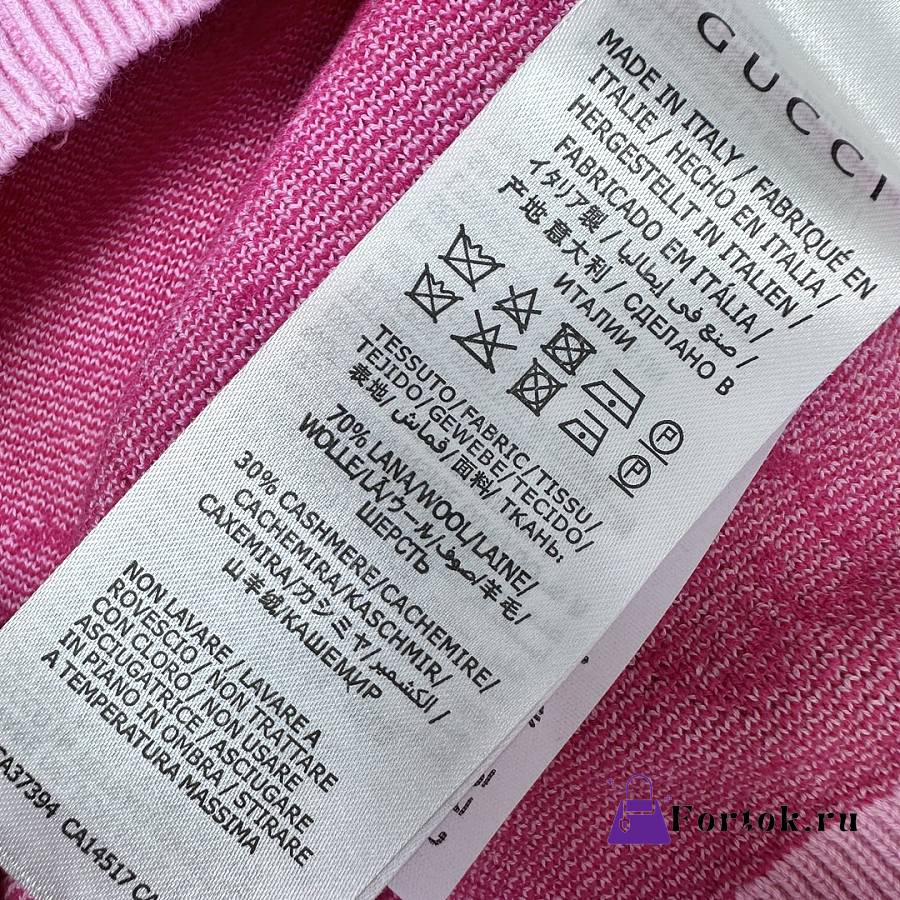 GUCCI
MADE IN ITALY / FABRIQUÉ EN
ITALIE / HECHO EN ITALIA /
HERGESTELLT IN ITALIEN /
FABRICADO EM ITÁLIA /
イタリア製 / صنع في ايطاليا /
产地 意大利 / СДЕЛАНО В
ИТАЛИИ
P
P
TESSUTO/FABRIC/TISSU/
TEJIDO/GEWEBE/TECIDO/
表地/قماش/面料/ТКАНЬ:
70% LANA/WOOL/LAINE/
WOLLE/LÃ/ウール/صوف/羊毛/
ШЕРСТЬ
30% CASHMERE/CACHEMIRE/
CACHEMIRA/KASCHMIR/
CAXEMIRA/カシミヤ/الكشمير/
山羊绒/КАШЕМИР
NON LAVARE / LAVARE A
ROVESCIO / NON TRATTARE
CON CLORO / NON USARE
ASCIUGATRICE / ASCIUGARE
IN PIANO IN OMBRA / STIRARE
A TEMPERATURA MASSIMA
A37394 CA14517 CA
Fortok.ru